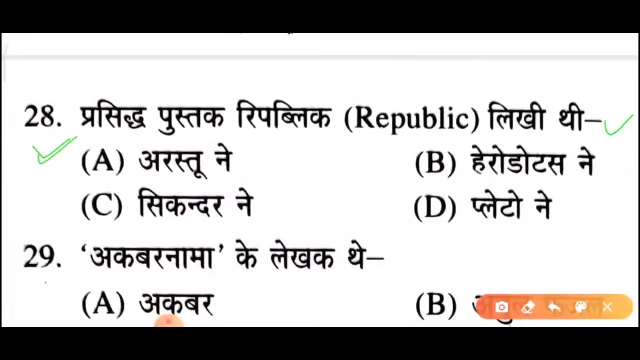 28. प्रसिद्ध पुस्तक रिपब्लिक (Republic) लिखी थी–
(A) अरस्तू ने (B) हेरोडोटस ने
(C) सिकन्दर ने (D) प्लेटो ने
29. ‘अकबरनामा’ के लेखक थे–
(A) अकबर (B)